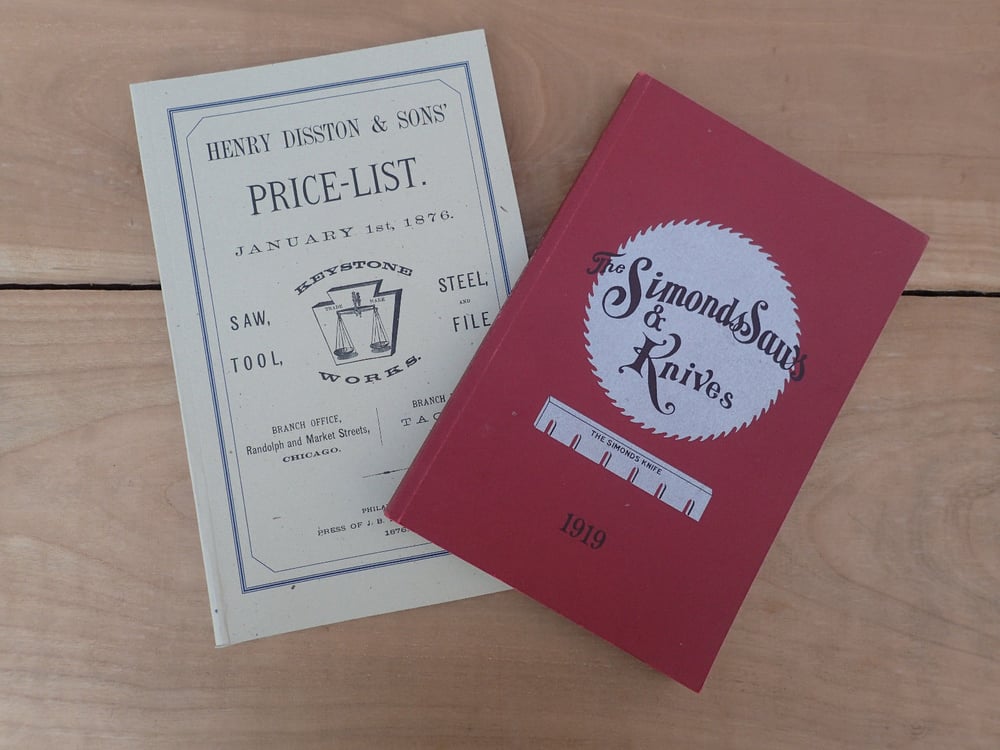 HENRY DISSTON & SONS'
PRICE-LIST.
JANUARY 1st, 1876.
KEYSTONE
TRADE MARK
WORKS.
SAW,
TOOL,
STEEL,
AND
FILE
BRANCH OFFICE,
Randolph and Market Streets,
CHICAGO.
BRANCH
PRESS OF J. B.
1876
The
Simonds Saws
&
Knives
THE SIMONDS KNIFE
1919